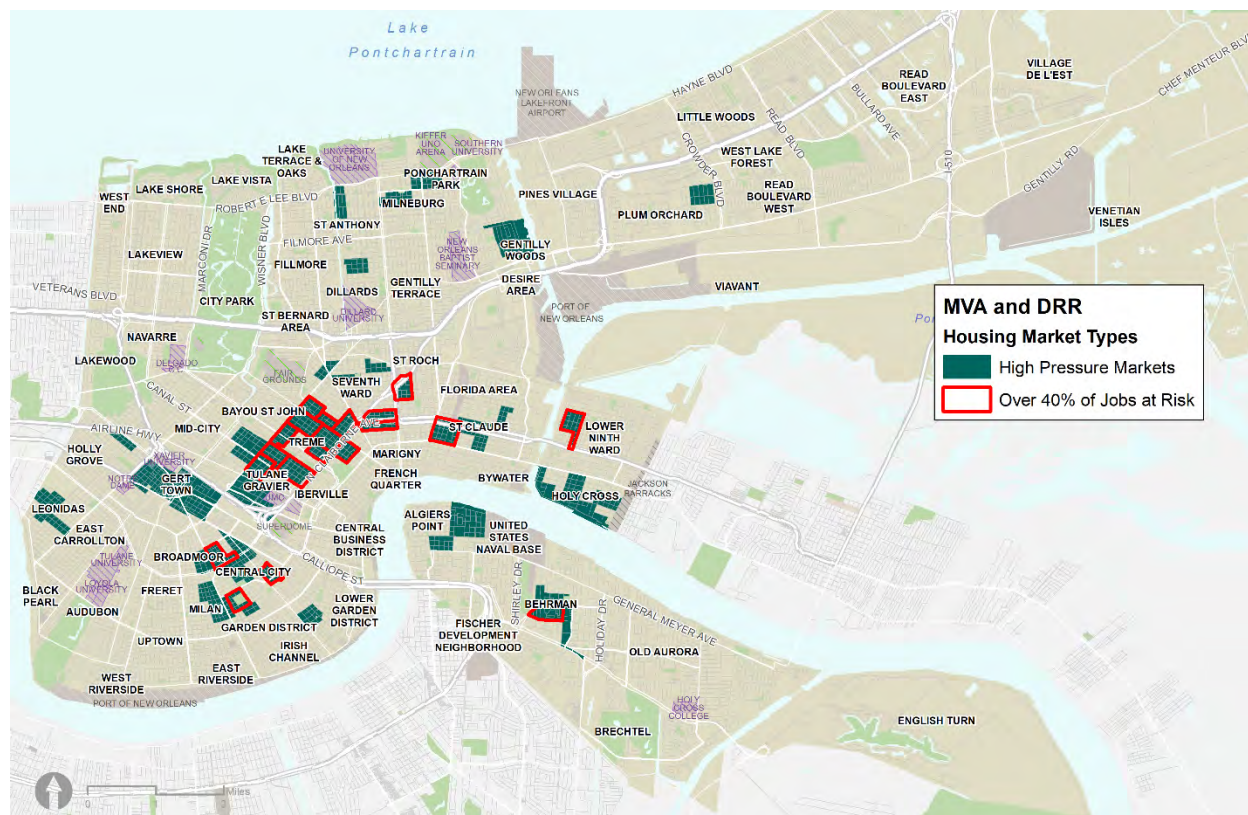 Lake
Pontchartrain
NEW ORLEANS
LAKEFRONT
AIRPORT
HAYNE BLVD
READ
BOULEVARD
EAST
VILLAGE
DE L'EST
CHEF MENTEUR BLVD
BULLARD AVE
LITTLE WOODS
READ BLVD
CROWDER BLVD
WEST LAKE
FOREST
I-510
GENTILLY RD
LAKE
TERRACE &
OAKS
UNIVERSITY
OF NEW
ORLEANS
KIFFER
UNO
ARENA
SOUTHERN
UNIVERSITY
PONCHARTRAIN
PARK
LAKE VISTA
LAKE SHORE
WEST
END
ROBERT E LEE BLVD
MILNEBURG
PINES VILLAGE
PLUM ORCHARD
READ
BOULEVARD
WEST
VENETIAN
ISLES
ST ANTHONY
FILMORE AVE
MARCONI DR
WISNER BLVD
LAKEVIEW
FILLMORE
NEW
ORLEANS
BAPTIST
SEMINARY
GENTILLY
WOODS
DESIRE
AREA
VETERANS BLVD
CITY PARK
DILLARDS
GENTILLY
TERRACE
VIAVANT
PORT OF
NEW ORLEANS
ST BERNARD
AREA
DILLARD
UNIVERSITY
NAVARRE
LAKEWOOD
DELGADO
FAIR
GROUNDS
ST ROCH
SEVENTH
WARD
FLORIDA AREA
CANAL ST
BAYOU ST JOHN
AIRLINE HWY
MID-CITY
TREME
N CLAIBORNE AVE
ST CLAUDE
LOWER
NINTH
WARD
MARIGNY
HOLLY
GROVE
XAVIER
UNIVERSITY
NOTRE
DAME
GERT
TOWN
TULANE
GRAVIER
IBERVILLE
FRENCH
QUARTER
BYWATER
HOLY CROSS
JACKSON
BARRACKS
LEONIDAS
SUPERDOME
EAST
CARROLLTON
CENTRAL
BUSINESS
DISTRICT
ALGIERS
POINT
UNITED
STATES
NAVAL BASE
TULANE
UNIVERSITY
BROADMOOR
CENTRAL CITY
CALLIOPE ST
LOYOLA
UNIVERSITY
BLACK
PEARL
AUDUBON
FRERET
MILAN
LOWER
GARDEN
DISTRICT
GARDEN DISTRICT
SHIRLEY DR
BEHRMAN
HOLIDAY DR
GENERAL MEYER AVE
FISCHER
DEVELOPMENT
NEIGHBORHOOD
UPTOWN
IRISH
CHANNEL
OLD AURORA
EAST
RIVERSIDE
WEST
RIVERSIDE
PORT OF NEW ORLEANS
HOLY
CROSS
COLLEGE
BRECHTEL
ENGLISH TURN
MVA and DRR
Housing Market Types
High Pressure Markets
Over 40% of Jobs at Risk
0 1 2
Miles